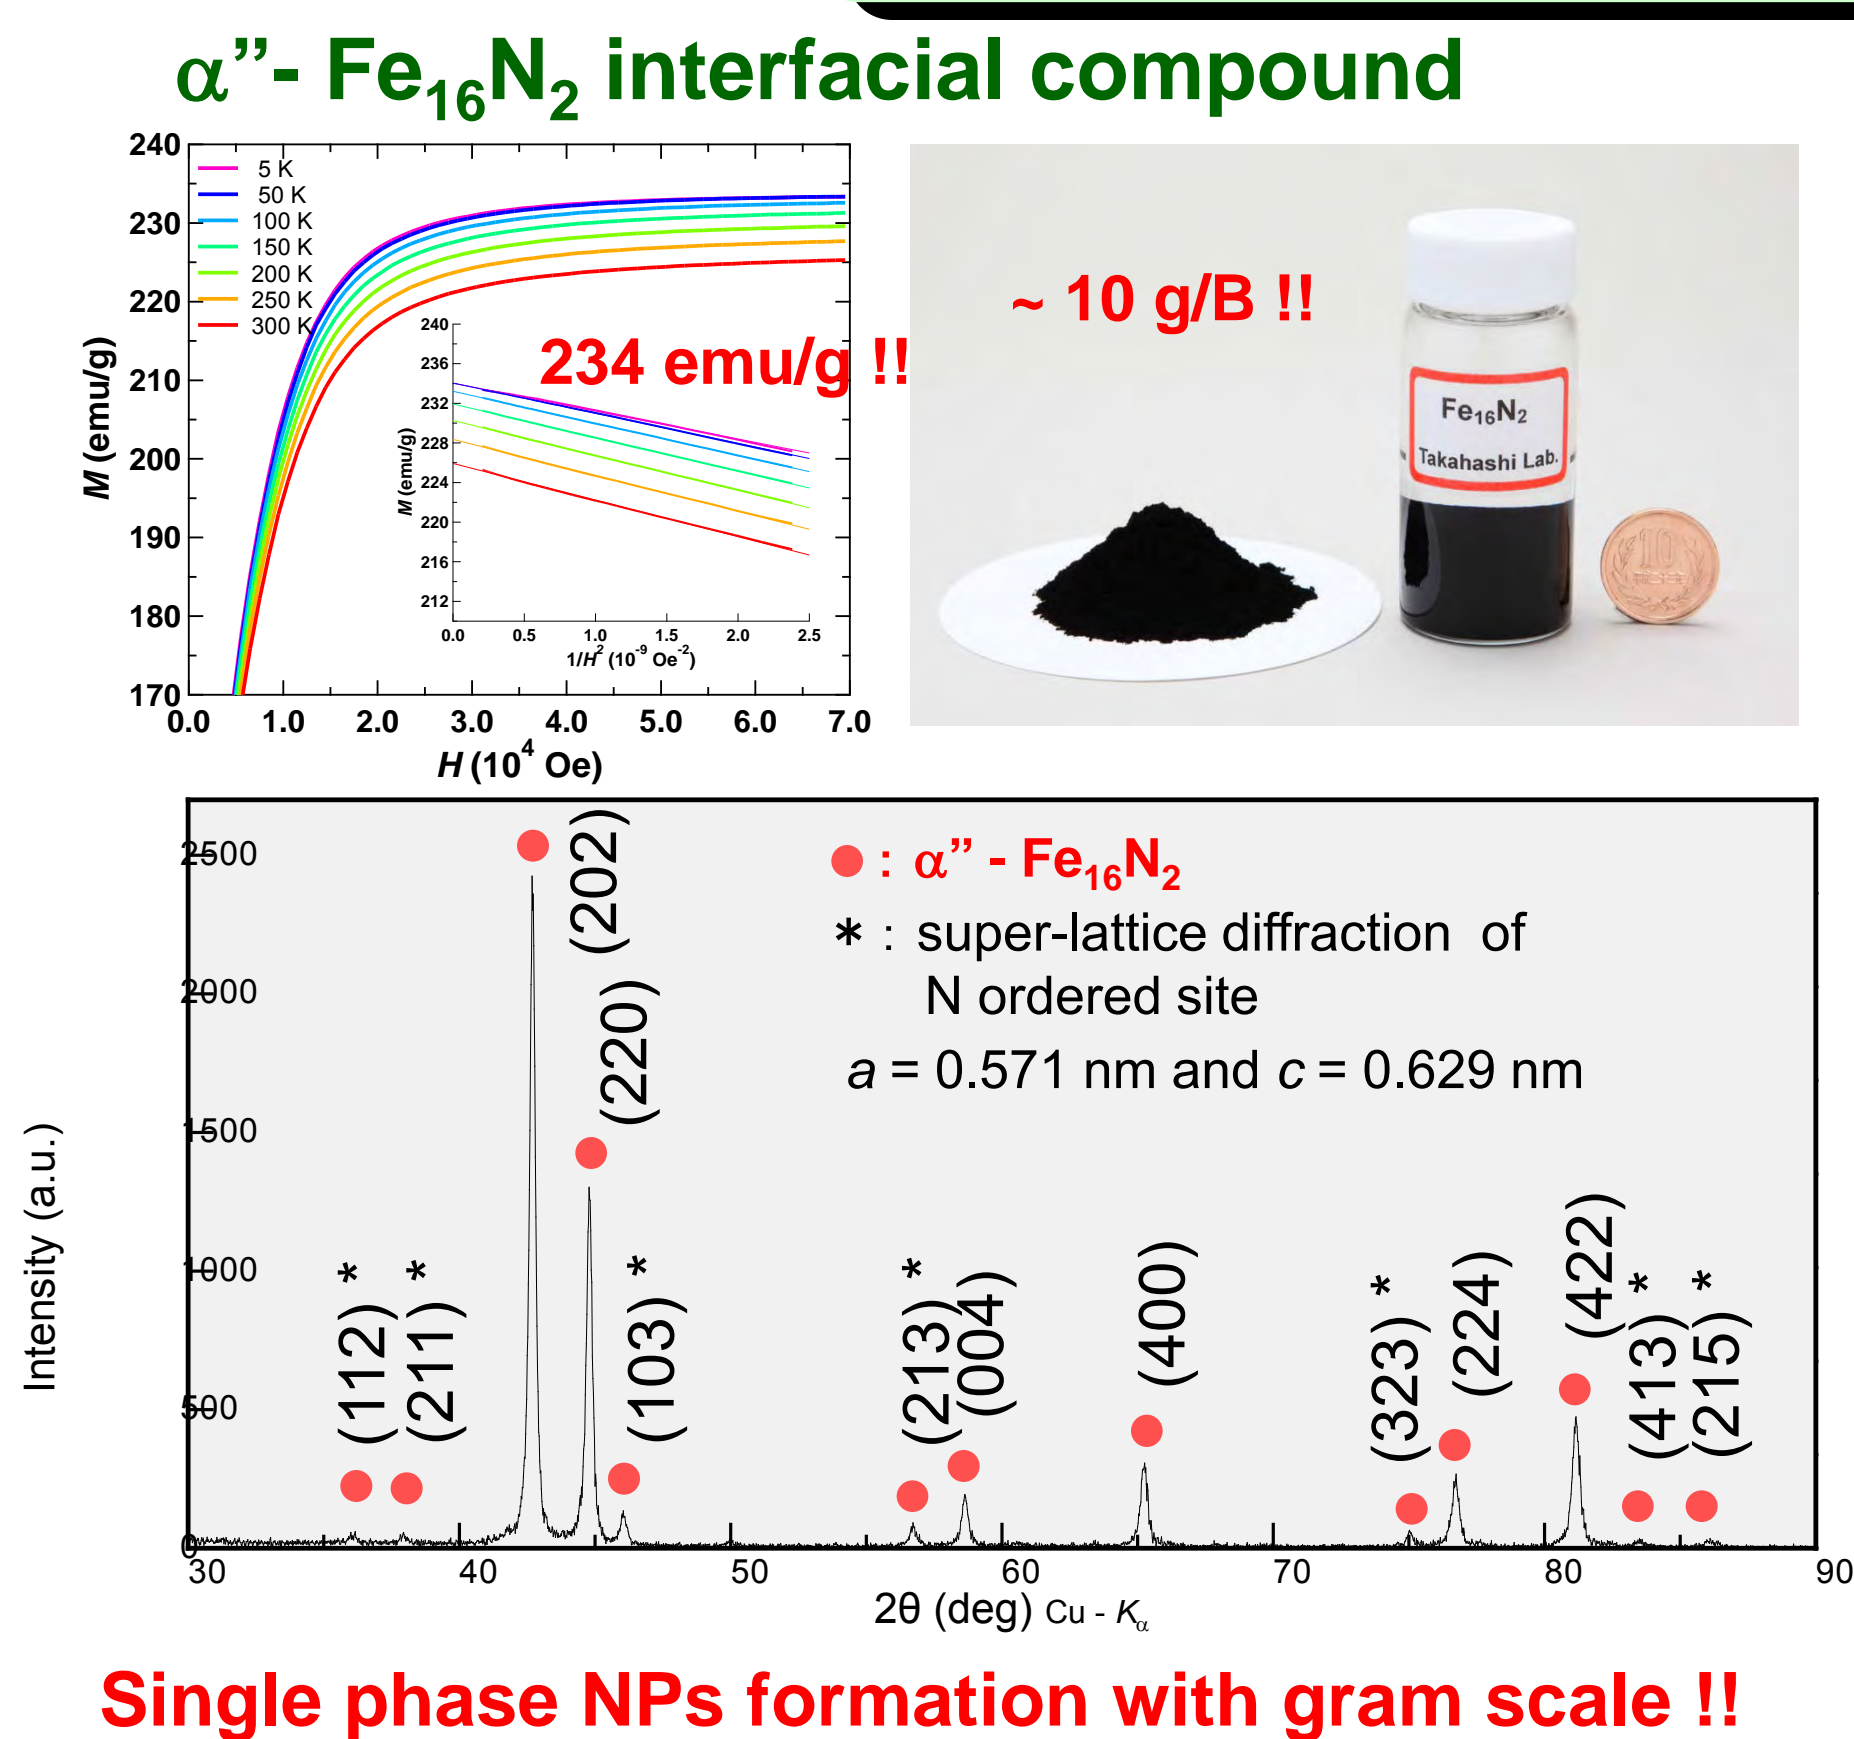 α”- Fe16N2 interfacial compound
240
230
220
210
200
190
180
170
M (emu/g)
5 K
50 K
100 K
150 K
200 K
250 K
300 K
234 emu/g !!
240
236
232
228
224
220
216
212
M (emu/g)
0.0 0.5 1.0 1.5 2.0 2.5
1/H2 (10-9 Oe-2)
0.0 1.0 2.0 3.0 4.0 5.0 6.0 7.0
H (104 Oe)
~ 10 g/B !!
Fe16N2
Takahashi Lab.
10
2500
2000
1500
1000
500
0
Intensity (a.u.)
: α” - Fe16N2
* : super-lattice diffraction of
N ordered site
a = 0.571 nm and c = 0.629 nm
(112) *
(211) *
(202)
(220)
(103) *
(213) *
(004)
(400)
(323) *
(224)
(422)
(413) *
(215) *
30 40 50 60 70 80 90
2θ (deg) Cu - Kα
Single phase NPs formation with gram scale !!